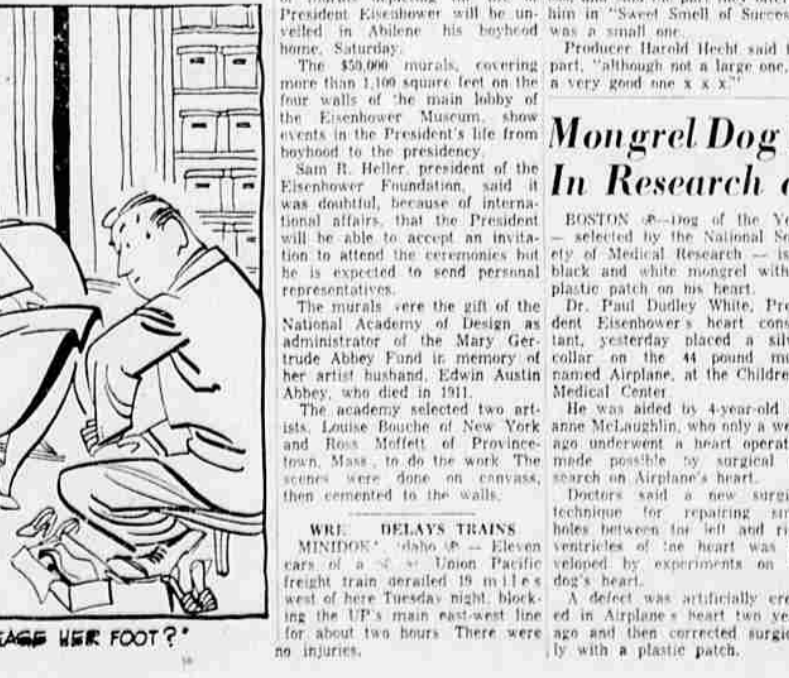 President Eisenhower will be un-
veiled in Abilene his boyhood
home, Saturday.
The $50,000 murals, covering
more than 1,100 square feet on the
four walls of the main lobby of
the Eisenhower Museum, show
events in the President's life from
boyhood to the presidency.
Sam R. Heller, president of the
Eisenhower Foundation, said it
was doubtful, because of interna-
tional affairs, that the President
will be able to accept an invita-
tion to attend the ceremonies but
he is expected to send personal
representatives.
The murals were the gift of the
National Academy of Design as
administrator of the Mary Ger-
trude Abbey Fund in memory of
her artist husband, Edwin Austin
Abbey, who died in 1911.
The academy selected two art-
ists, Louise Bouche of New York
and Ross Moffett of Province-
town, Mass., to do the work The
scenes were done on canvass,
then cemented to the walls.
DELAYS TRAINS
Eleven
cars of a Union Pacific
freight train derailed 19 miles
west of here Tuesday night, block-
ing the UP's main east-west line
for about two hours There were
no injuries.
him in "Sweet Smell of Succes
was a small one.
Producer Harold Hecht said
part, "although not a large one,
a very good one x x x."
Mongrel Dog
In Research
BOSTON (AP—Dog of the Ye
— selected by the National So
ety of Medical Research — is
black and white mongrel with
plastic patch on his heart.
Dr. Paul Dudley White, Pre
dent Eisenhower's heart cons
tant, yesterday placed a silv
collar on the 44 pound mu
named Airplane, at the Childre
Medical Center.
He was aided by 4-year-old
anne McLaughlin, who only a we
ago underwent a heart operat
made possible by surgical
search on Airplane's heart.
Doctors said a new surgi
technique for repairing sm
holes between the left and ri
ventricles of the heart was
veloped by experiments on
dog's heart.
A defect was artificially cre
ed in Airplane's heart two ye
ago and then corrected surgic
ly with a plastic patch.
HER FOOT?"